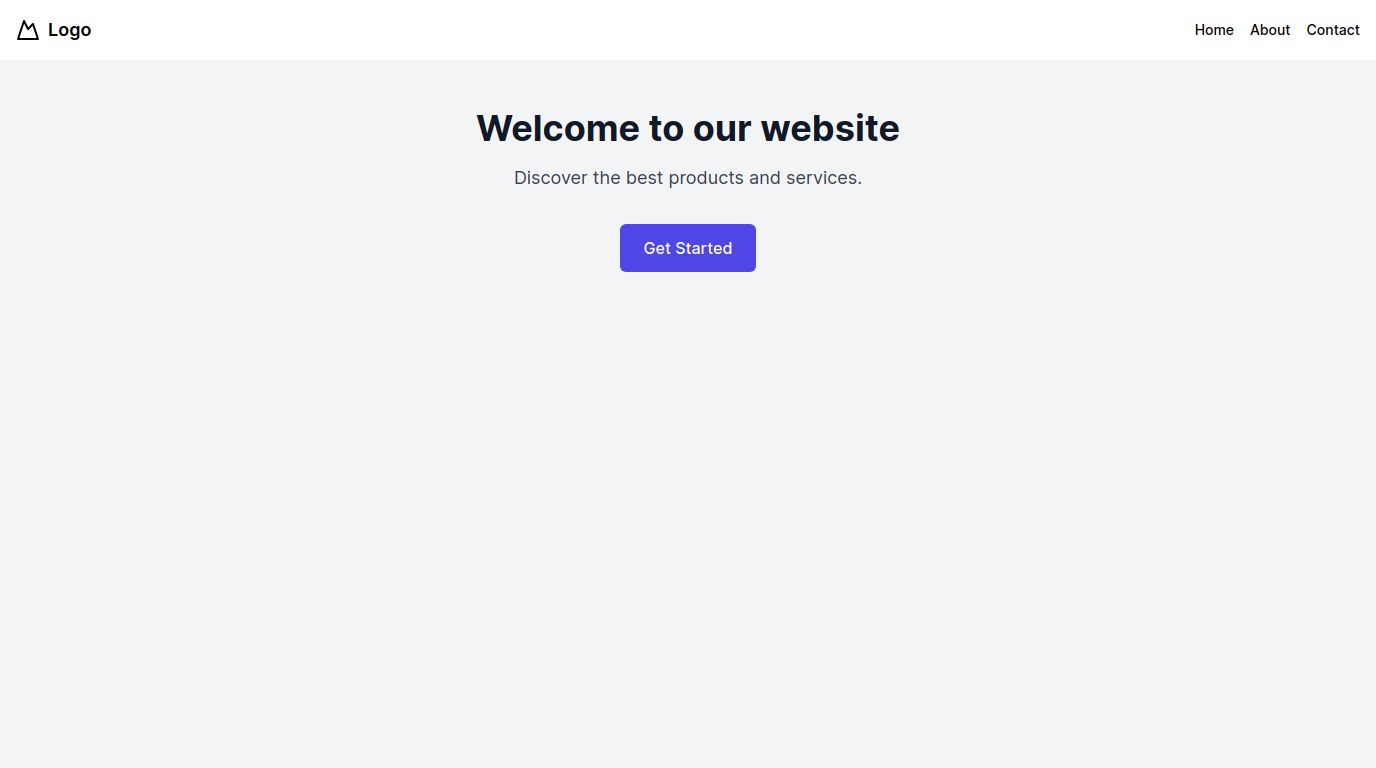 Logo
Home About Contact
Welcome to our website
Discover the best products and services.
Get Started